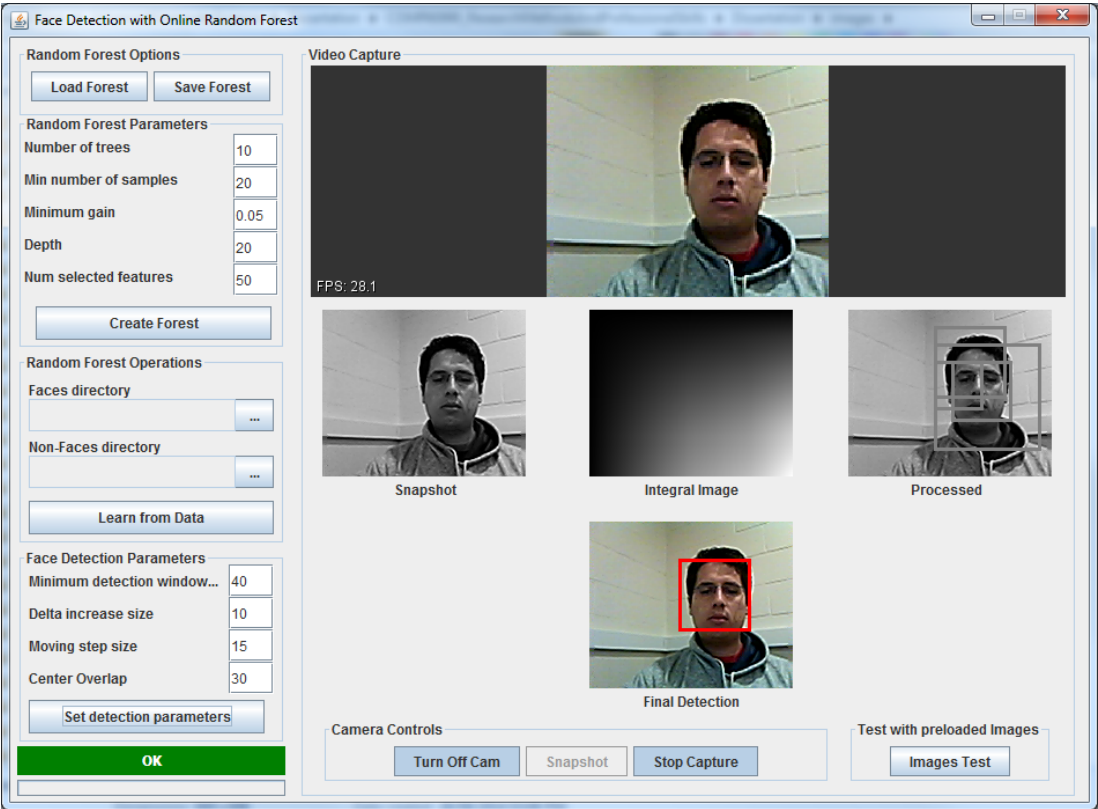 Face Detection with Online Random Forest
Random Forest Options
Load Forest
Save Forest
Random Forest Parameters
Number of trees
10
Min number of samples
20
Minimum gain
0.05
Depth
20
Num selected features
50
Create Forest
Random Forest Operations
Faces directory
...
Non-Faces directory
...
Learn from Data
Face Detection Parameters
Minimum detection window...
40
Delta increase size
10
Moving step size
15
Center Overlap
30
Set detection parameters
OK
Video Capture
FPS: 28.1
Snapshot
Integral Image
Processed
Final Detection
Camera Controls
Turn Off Cam
Snapshot
Stop Capture
Test with preloaded Images
Images Test